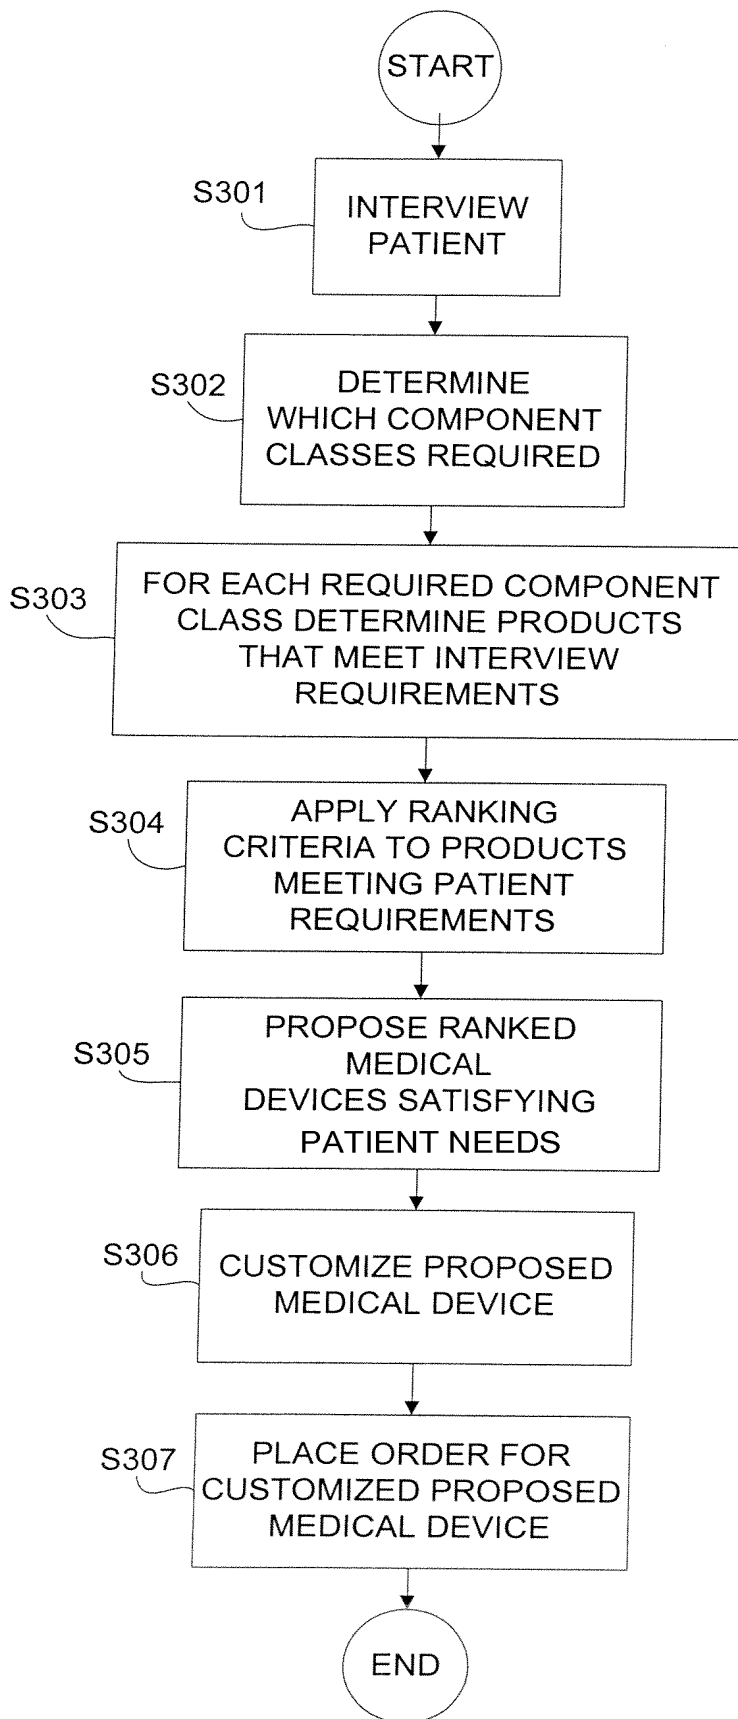 START
S301
INTERVIEW
PATIENT
S302
DETERMINE
WHICH COMPONENT
CLASSES REQUIRED
S303
FOR EACH REQUIRED COMPONENT
CLASS DETERMINE PRODUCTS
THAT MEET INTERVIEW
REQUIREMENTS
S304
APPLY RANKING
CRITERIA TO PRODUCTS
MEETING PATIENT
REQUIREMENTS
S305
PROPOSE RANKED
MEDICAL
DEVICES SATISFYING
PATIENT NEEDS
S306
CUSTOMIZE PROPOSED
MEDICAL DEVICE
S307
PLACE ORDER FOR
CUSTOMIZED PROPOSED
MEDICAL DEVICE
END